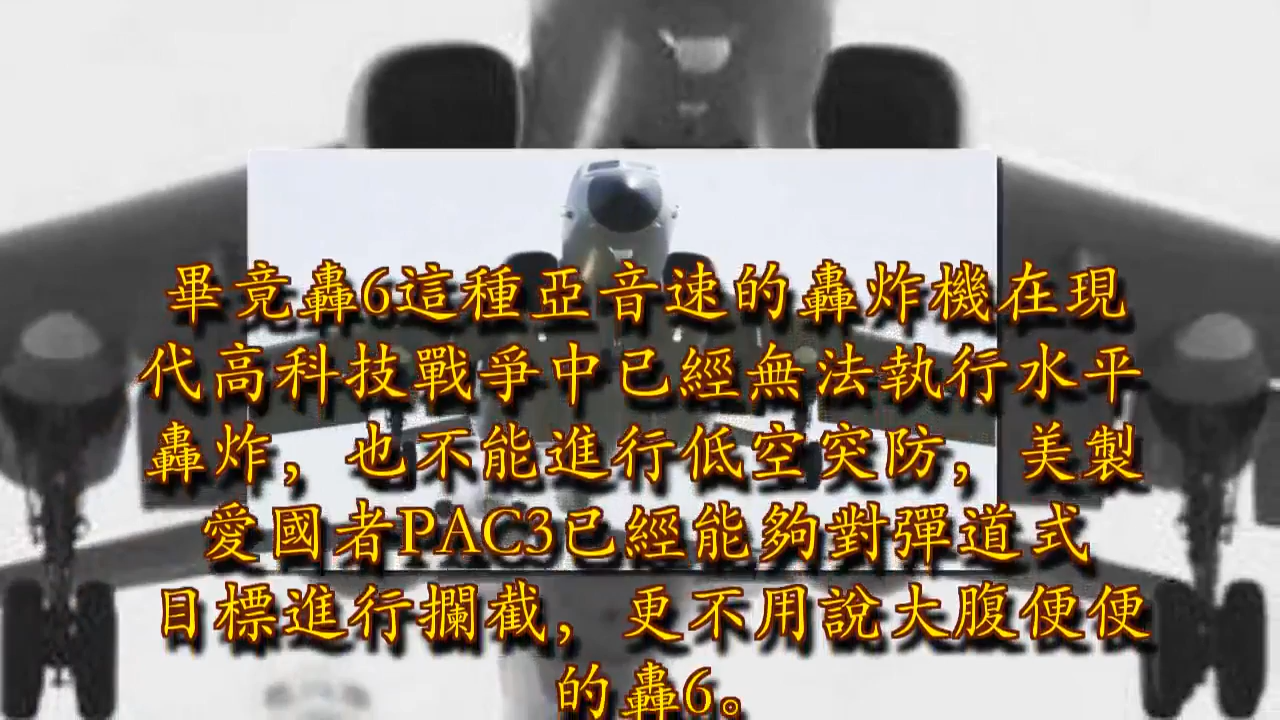 畢竟轟6這種亞音速的轟炸機在現
代高科技戰爭中已經無法執行水平
轟炸，也不能進行低空突防，美製
愛國者PAC3已經能夠對彈道式
目標進行攔截，更不用說大腹便便
的轟6。